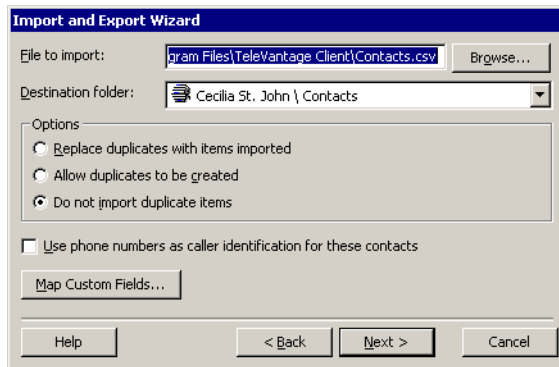 Import and Export Wizard
File to import: gram Files\TeleVantage Client\Contacts.csv Browse...
Destination folder: Cecilia St. John \ Contacts
Options
Replace duplicates with items imported
Allow duplicates to be created
Do not import duplicate items
Use phone numbers as caller identification for these contacts
Map Custom Fields...
Help < Back Next > Cancel